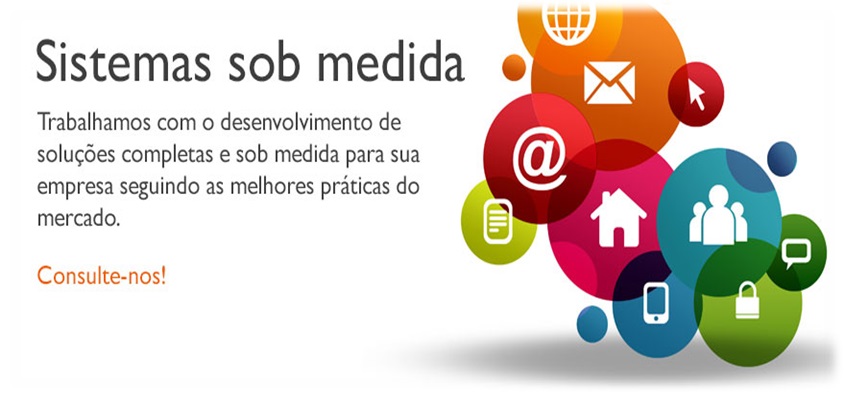 Sistemas sob medida
Trabalhamos com o desenvolvimento de
soluções completas e sob medida para sua
empresa seguindo as melhores práticas do
mercado.
Consulte-nos!
@